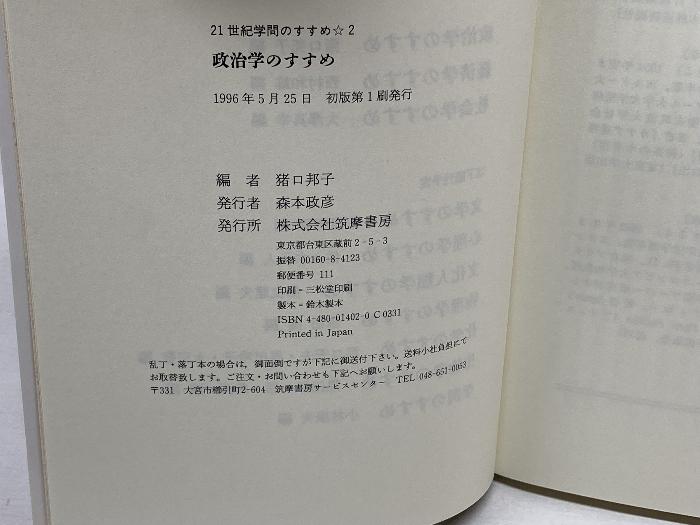 21世紀学問のすすめ☆2
政治学のすすめ
1996年5月25日　初版第1刷発行
編　者　猪口邦子
発行者　森本政彦
発行所　株式会社筑摩書房
東京都台東区蔵前2-5-3
振替 00160-8-4123
郵便番号 111
印刷-三松堂印刷
製本-鈴木製本
ISBN 4-480-01402-0 C 0331
Printed in Japan
乱丁・落丁本の場合は，御面倒ですが下記に御送付下さい。送料小社負担にて
お取替致します。ご注文・お問い合わせも下記へお願いします。
〒331　大宮市櫛引町2-604　筑摩書房サービスセンター　TEL 048-651-0053